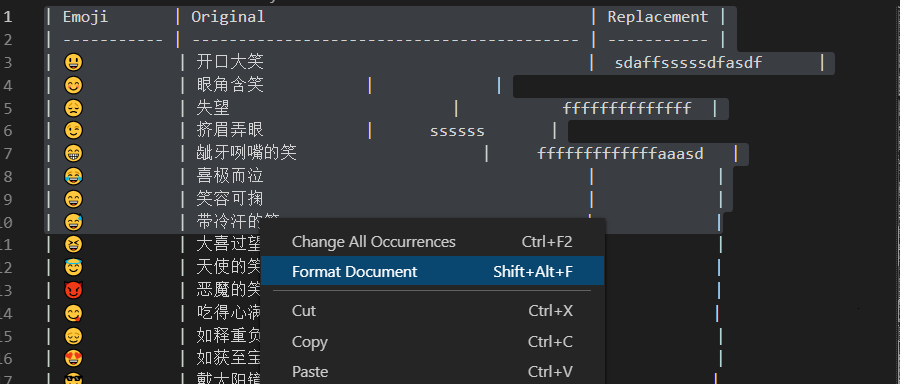 1 | Emoji | Original | Replacement |
2 | ----------- | ------------------------------------------ | ----------- |
3 | 😃 | 开口大笑 | sdaffsssssdfasdf |
4 | 😊 | 眼角含笑 | |
5 | 😞 | 失望 | ffffffffffffff |
6 | 😉 | 挤眉弄眼 | ssssss |
7 | 😁 | 龇牙咧嘴的笑 | fffffffffffffaaasd |
8 | 😂 | 喜极而泣 | |
9 | 😄 | 笑容可掬 | |
10 | 😅 | 带冷汗的笑 | |
11 | 😆 | 大喜过望 |
12 | 😇 | 天使的笑 |
13 | 😈 | 恶魔的笑 |
14 | 😋 | 吃得心满 |
15 | 😌 | 如释重负 |
16 | 😍 | 如获至宝 |
17 | 😎 | 戴太阳镜 |
Change All Occurrences Ctrl+F2
Format Document Shift+Alt+F
Cut Ctrl+X
Copy Ctrl+C
Paste Ctrl+V